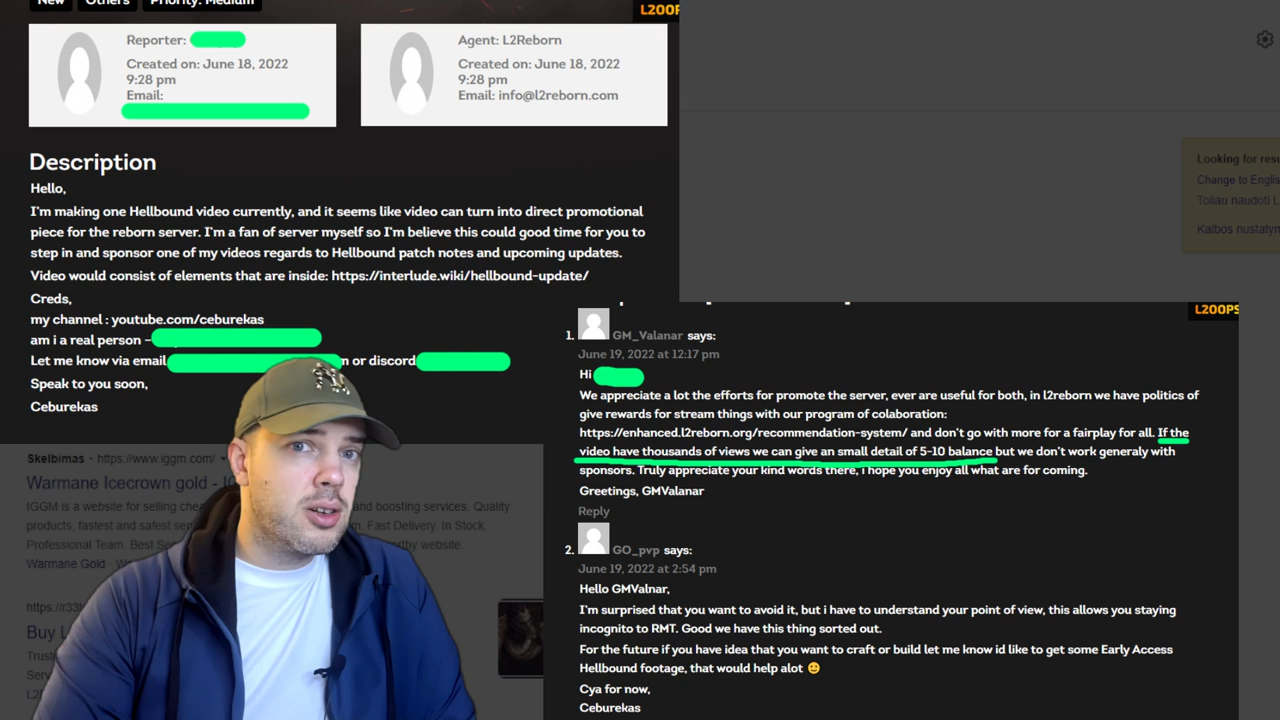 New Others Priority: Medium
L2OOP
Reporter:
Created on: June 18, 2022
9:28 pm
Email:
Agent: L2Reborn
Created on: June 18, 2022
9:28 pm
Email: info@l2reborn.com
Description
Hello,
I'm making one Hellbound video currently, and it seems like video can turn into direct promotional
piece for the reborn server. I'm a fan of server myself so I'm believe this could good time for you to
step in and sponsor one of my videos regards to Hellbound patch notes and upcoming updates.
Video would consist of elements that are inside: https://interlude.wiki/hellbound-update/
Creds,
my channel : youtube.com/ceburekas
am i a real person –
Let me know via email m or discord
Speak to you soon,
Ceburekas
Looking for
Change to
Toliau naudoti
Kalbos
L2OOPS
1. GM_Valanar says:
June 19, 2022 at 12:17 pm
Hi
We appreciate a lot the efforts for promote the server, ever are useful for both, in l2reborn we have politics of
give rewards for stream things with our program of colaboration:
https://enhanced.l2reborn.org/recommendation-system/ and don't go with more for a fairplay for all. If the
video have thousands of views we can give an small detail of 5-10 balance but we don't work generaly with
sponsors. Truly appreciate your kind words there, i hope you enjoy all what are for coming.
Greetings, GMValanar
Reply
2. GO_pvp says:
June 19, 2022 at 2:54 pm
Hello GMValnar,
I'm surprised that you want to avoid it, but i have to understand your point of view, this allows you staying
incognito to RMT. Good we have this thing sorted out.
For the future if you have idea that you want to craft or build let me know id like to get some Early Access
Hellbound footage, that would help alot 🙂
Cya for now,
Ceburekas
Skelbimas · https://www.iggm.com/
Warmane Icecrown gold -
IGGM is a website for selling and boosting services. Quality
products, fastest and safest Fast Delivery. In Stock.
Professional Team. Best website.
Warmane Gold
Buy